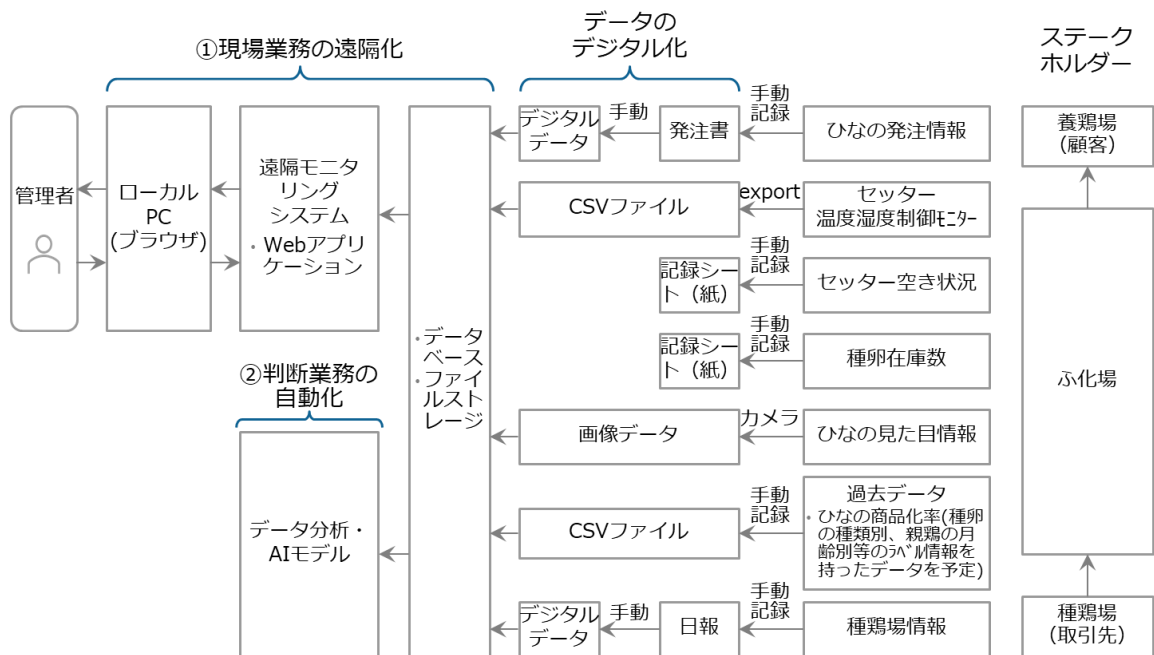 データの
デジタル化
ステーク
ホルダー
①現場業務の遠隔化
管理者
ローカル
PC
(ブラウザ)
遠隔モニタ
リング
システム
・Webアプリ
ケーション
②判断業務の
自動化
データ分析・
AIモデル
・データ
ベース
・ファイ
ルスト
レージ
デジタル
データ
手動
発注書
手動
記録
ひなの発注情報
CSVファイル
export
セッター
温度湿度制御ﾓﾆﾀｰ
記録シー
ト（紙）
手動
記録
セッター空き状況
記録シー
ト（紙）
手動
記録
種卵在庫数
画像データ
カメラ
ひなの見た目情報
CSVファイル
手動
記録
過去データ
・ひなの商品化率(種卵
の種類別、親鶏の月
齢別等のﾗﾍﾞﾙ情報を
持ったデータを予定)
デジタル
データ
手動
日報
手動
記録
種鶏場情報
養鶏場
（顧客）
ふ化場
種鶏場
（取引先）